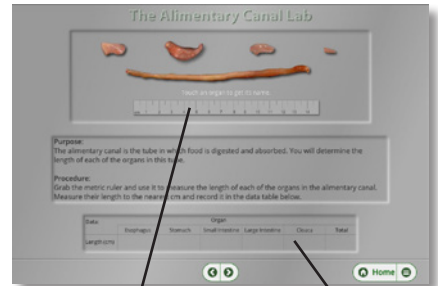 The Alimentary Canal Lab
Touch an organ to get its name.
Purpose:
The alimentary canal is the tube in which food is digested and absorbed. You will determine the
length of each of the organs in this tube.
Procedure:
Grab the metric ruler and use it to measure the length of each of the organs in the alimentary canal.
Measure their length to the nearest cm and record it in the data table below.
Data:
Organ
Esophagus Stomach Small Intestine Large Intestine Cloaca Total
Length (cm)
Home